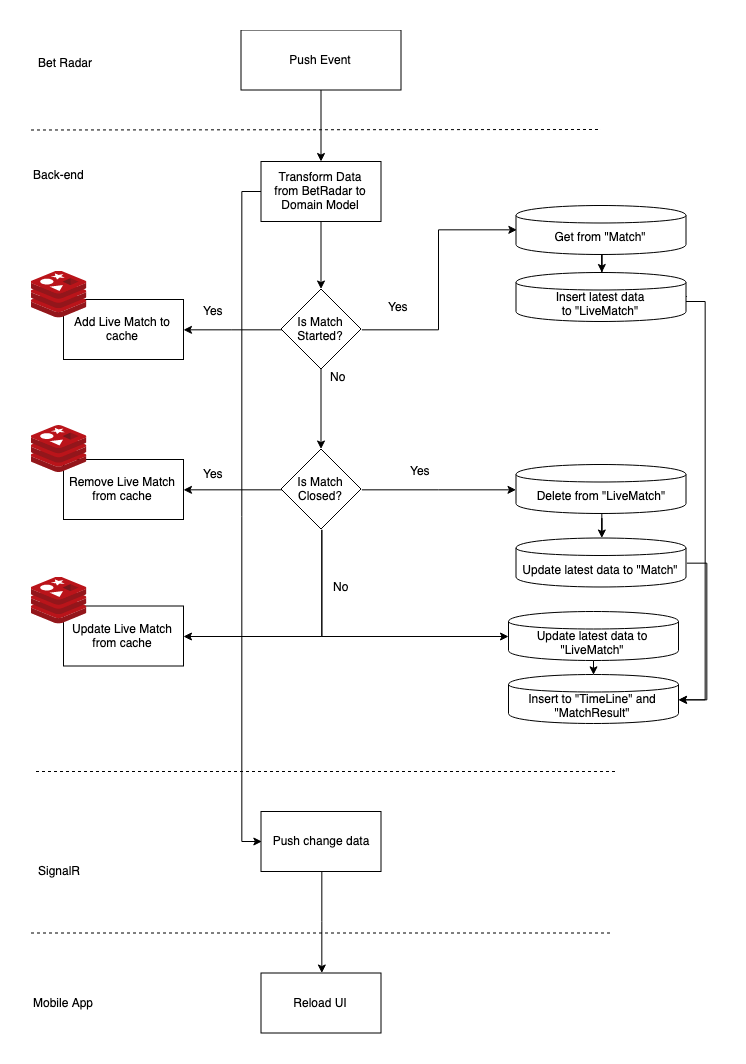 Push Event
Bet Radar
Back-end
Transform Data
from BetRadar to
Domain Model
Get from "Match"
Insert latest data
to "LiveMatch"
Yes
Yes
Add Live Match to
cache
Is Match
Started?
No
Yes
Yes
Remove Live Match
from cache
Is Match
Closed?
Delete from "LiveMatch"
Update latest data to "Match"
No
Update Live Match
from cache
Update latest data to
"LiveMatch"
Insert to "TimeLine" and
"MatchResult"
Push change data
SignalR
Mobile App
Reload UI